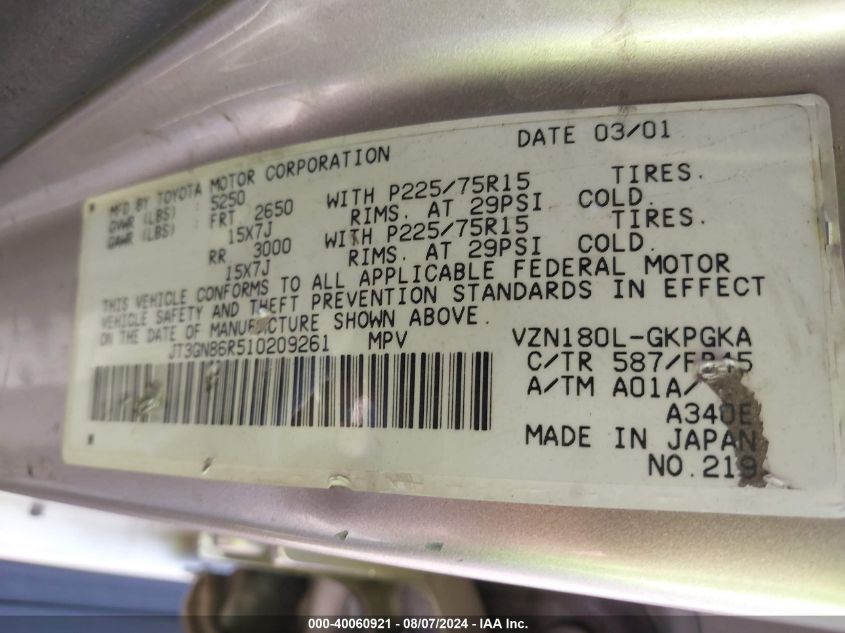 MFD BY TOYOTA MOTOR CORPORATION DATE 03/01
GVWR (LBS) : 5250
GAWR (LBS) : FRT 2650 WITH P225/75R15 TIRES.
15X7J RIMS. AT 29PSI COLD.
RR. 3000 WITH P225/75R15 TIRES.
15X7J RIMS. AT 29PSI COLD.
THIS VEHICLE CONFORMS TO ALL APPLICABLE FEDERAL MOTOR
VEHICLE SAFETY AND THEFT PREVENTION STANDARDS IN EFFECT
ON THE DATE OF MANUFACTURE SHOWN ABOVE.
JT3GN86R510209261 MPV VZN180L-GKPGKA
C/TR 587/
A/TM A01A/
A340E
MADE IN JAPAN
NO.219
000-40060921 - 08/07/2024 - IAA Inc.